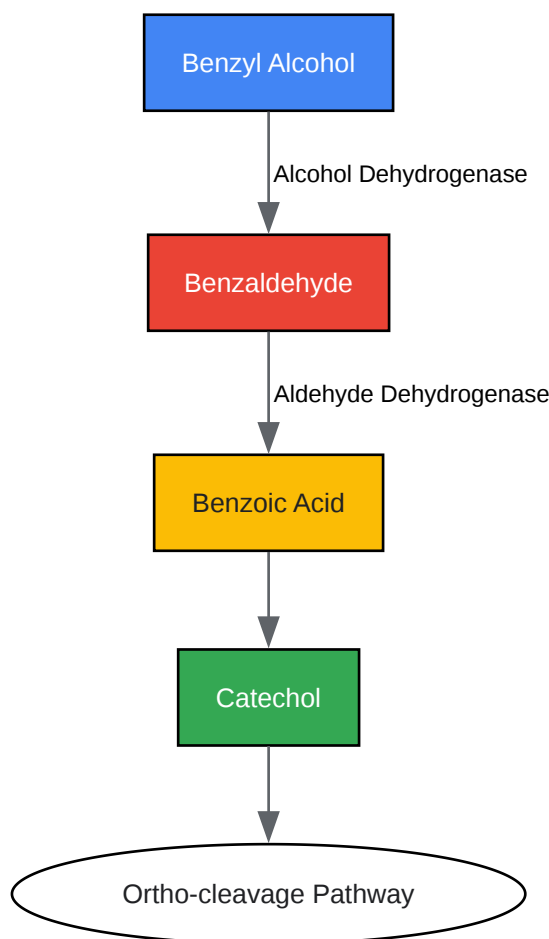 Benzyl Alcohol
Alcohol Dehydrogenase
Benzaldehyde
Aldehyde Dehydrogenase
Benzoic Acid
Catechol
Ortho-cleavage Pathway